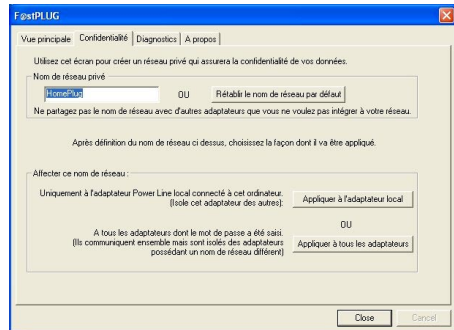 F@stPLUG
Vue principale Confidentialité Diagnostics A propos
Utilisez cet écran pour créer un réseau privé qui assurera la confidentialité de vos données.
Nom de réseau privé
HomePlug OU Rétablir le nom de réseau par défaut
Ne partagez pas le nom de réseau avec d'autres adaptateurs que vous ne voulez pas intégrer à votre réseau.
Après définition du nom de réseau ci dessus, choisissez la façon dont il va être appliqué.
Affecter ce nom de réseau :
Uniquement à l'adaptateur Power Line local connecté à cet ordinateur.
(Isole cet adaptateur des autres):
Appliquer à l'adaptateur local
OU
A tous les adaptateurs dont le mot de passe a été saisi.
(Ils communiquent ensemble mais sont isolés des adaptateurs
possédant un nom de réseau différent)
Appliquer à tous les adaptateurs
Close Cancel